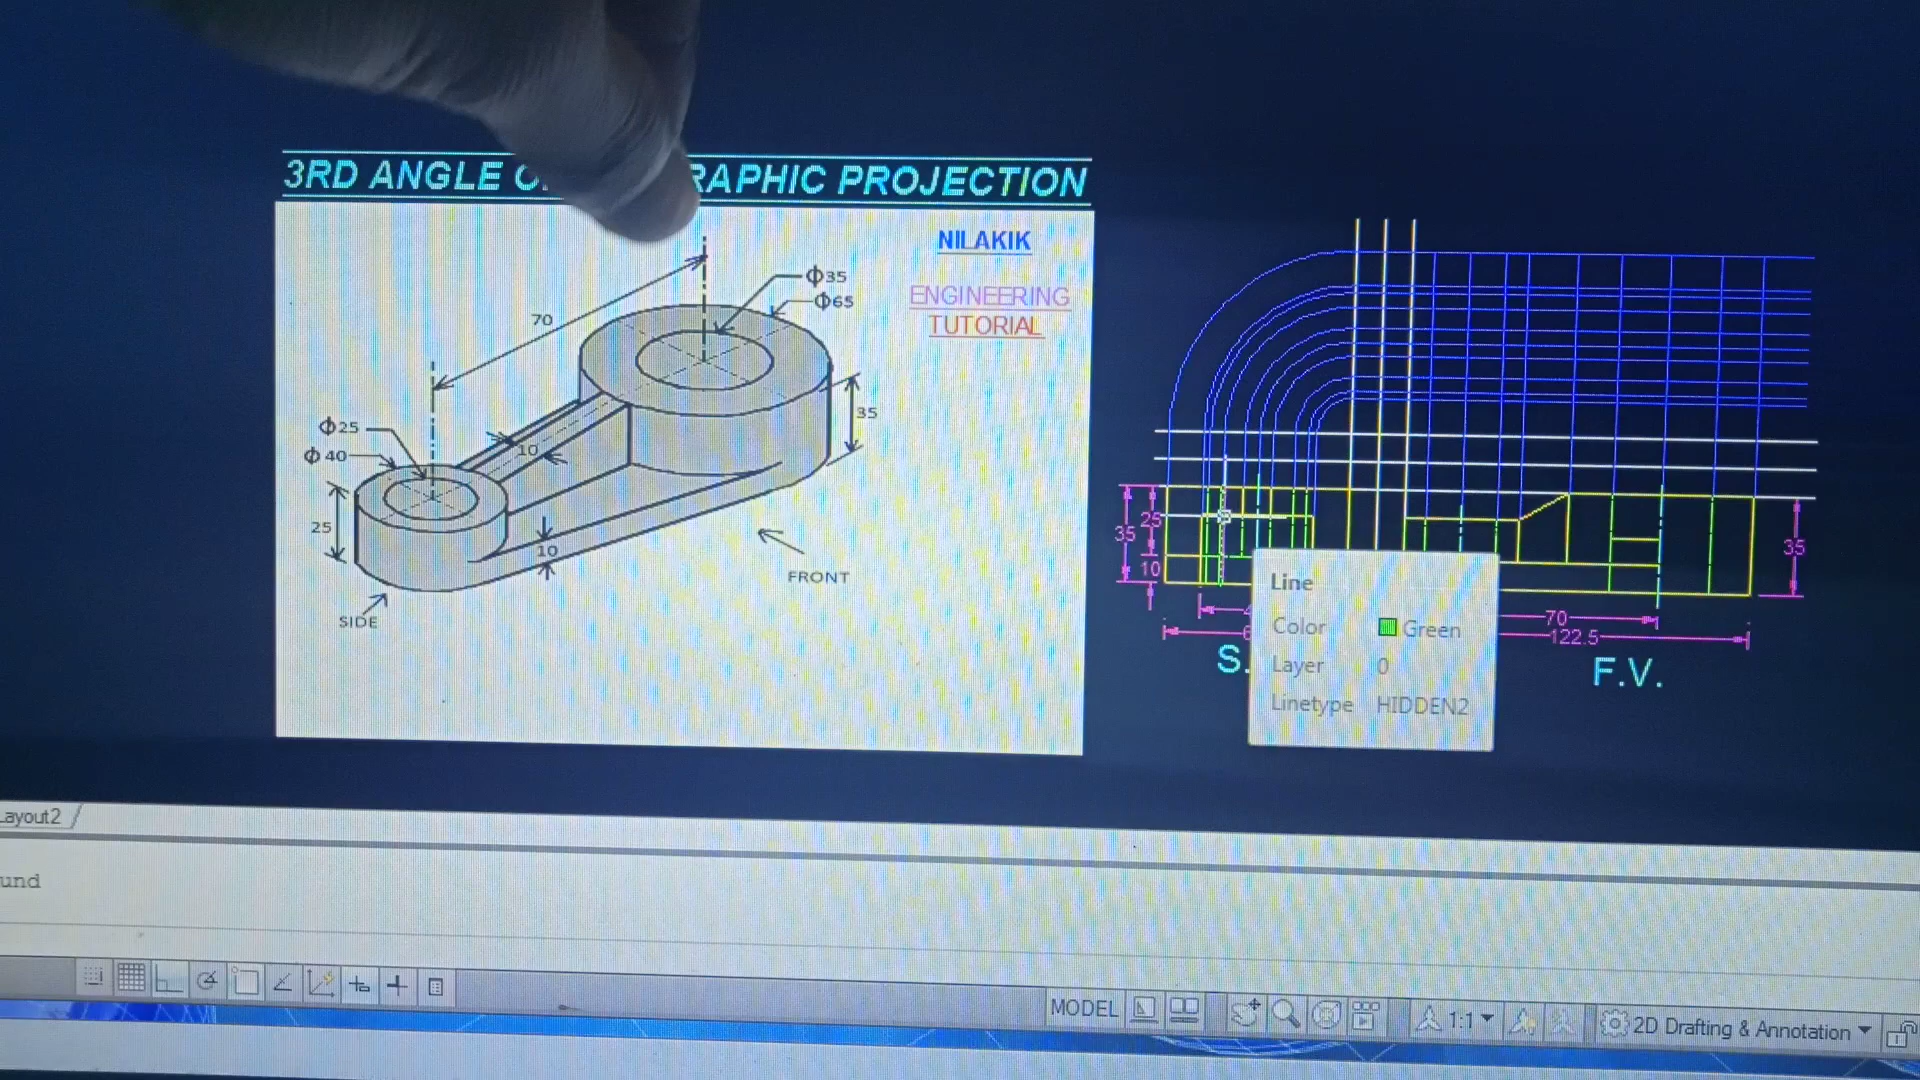 3RD ANGLE O RAPHIC PROJECTION
NILAKIK
ENGINEERING
TUTORIAL
Φ35
Φ65
70
35
Φ25
Φ 40
10
25
10
FRONT
SIDE
35
25
10
35
70
122.5
S.
F.V.
Line
Color Green
Layer 0
Linetype HIDDEN2
Layout2
und
MODEL
1:1
2D Drafting & Annotation